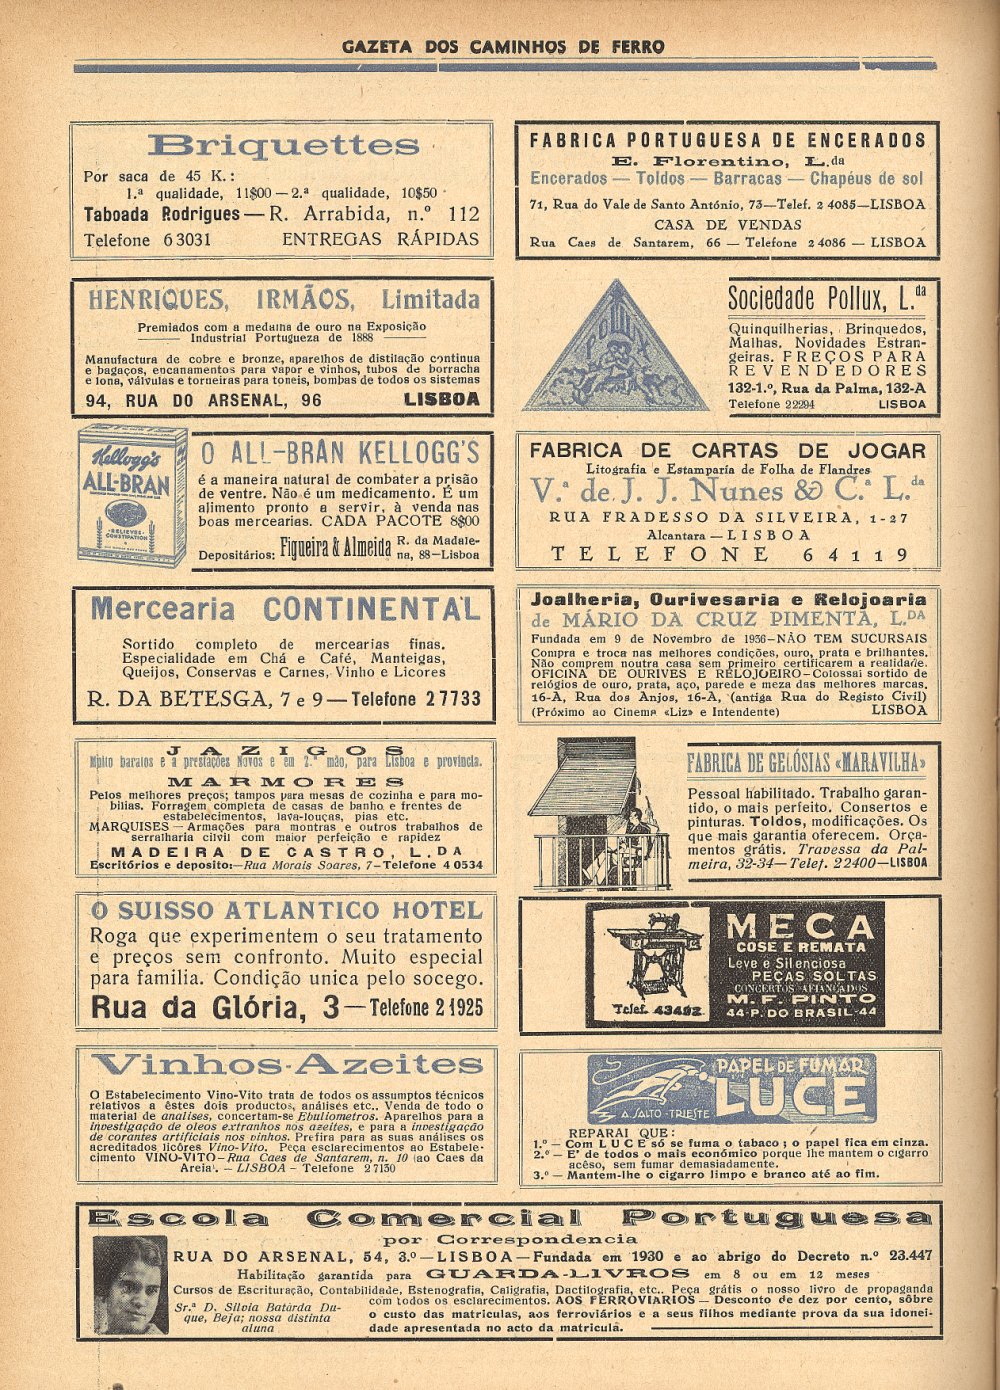 GAZETA DOS CAMINHOS DE FERRO
Briquettes
Por saca de 45 K.:
1.ª qualidade, 11$00 — 2.ª qualidade, 10$50
Taboada Rodrigues — R. Arrabida, n.º 112
Telefone 6 3031 ENTREGAS RÁPIDAS
HENRIQUES, IRMÃOS, Limitada
Premiados com a medalha de ouro na Exposição
Industrial Portugueza de 1888
Manufactura de cobre e bronze, aparelhos de distilação continua
e bagaços, encanamentos para vapor e vinhos, tubos de borracha
e lona, válvulas e torneiras para toneis, bombas de todos os sistemas
94, RUA DO ARSENAL, 96 LISBOA
Kellogg's
ALL-BRAN
RELIEVES
CONSTIPATION
O ALL-BRAN KELLOGG'S
é a maneira natural de combater a prisão
de ventre. Não é um medicamento. É um
alimento pronto a servir, à venda nas
boas mercearias. CADA PACOTE 8$00
Depositários: Figueira & Almeida R. da Madale-
na, 88—Lisboa
Mercearia CONTINENTAL
Sortido completo de mercearias finas.
Especialidade em Chá e Café, Manteigas,
Queijos, Conservas e Carnes, Vinho e Licores
R. DA BETESGA, 7 e 9 — Telefone 2 7733
JAZIGOS
Muito baratos e a prestações Novos e em 2.ª mão, para Lisboa e provincia.
MARMORES
Pelos melhores preços; tampos para mesas de cozinha e para mo-
bilias. Forragem completa de casas de banho e frentes de
estabelecimentos, lava-louças, pias etc.
MARQUISES — Armações para montras e outros trabalhos de
serralharia civil com maior perfeição e rapidez
MADEIRA DE CASTRO, L.DA
Escritórios e deposito:—Rua Morais Soares, 7—Telefone 4 0534
O SUISSO ATLANTICO HOTEL
Roga que experimentem o seu tratamento
e preços sem confronto. Muito especial
para familia. Condição unica pelo socego.
Rua da Glória, 3 — Telefone 2 1925
Vinhos-Azeites
O Estabelecimento Vino-Vito trata de todos os assumptos técnicos
relativos a êstes dois productos, análises etc., Venda de todo o
material de analises, concertam-se Ebuliometros. Aparelhos para a
investigação de oleos extranhos nos azeites, e para a investigação
de corantes artificiais nos vinhos. Prefira para as suas análises os
acreditados licôres Vino-Vito. Peça esclarecimentos ao Estabele-
cimento VINO-VITO—Rua Caes de Santarem, n. 10 (ao Caes da
Areia). — LISBOA — Telefone 2 7130
FABRICA PORTUGUESA DE ENCERADOS
E. Florentino, L.da
Encerados — Toldos — Barracas — Chapéus de sol
71, Rua do Vale de Santo António, 73—Telef. 2 4085—LISBOA
CASA DE VENDAS
Rua Caes de Santarem, 66 — Telefone 2 4086 — LISBOA
POLLUX
Sociedade Pollux, L.da
Quinquilherias, Brinquedos,
Malhas, Novidades Estran-
geiras. PREÇOS PARA
REVENDEDORES
132-1.º, Rua da Palma, 132-A
Telefone 2 2294 LISBOA
FABRICA DE CARTAS DE JOGAR
Litografia e Estamparia de Folha de Flandres
V.ª de J. J. Nunes & C.ª L.da
RUA FRADESSO DA SILVEIRA, 1-27
Alcantara — LISBOA
TELEFONE 64119
Joalheria, Ourivesaria e Relojoaria
de MÁRIO DA CRUZ PIMENTA, L.DA
Fundada em 9 de Novembro de 1936—NÃO TEM SUCURSAIS
Compra e troca nas melhores condições, ouro, prata e brilhantes.
Não comprem noutra casa sem primeiro certificarem a realidade.
OFICINA DE OURIVES E RELOJOEIRO—Colossal sortido de
relógios de ouro, prata, aço, parede e meza das melhores marcas.
16-A, Rua dos Anjos, 16-A, (antiga Rua do Registo Civil)
(Próximo ao Cinema «Liz» e Intendente) LISBOA
FABRICA DE GELÓSIAS «MARAVILHA»
Pessoal habilitado. Trabalho garan-
tido, o mais perfeito. Consertos e
pinturas. Toldos, modificações. Os
que mais garantia oferecem. Orça-
mentos grátis. Travessa da Pal-
meira, 32-34— Telef. 2 2400—LISBOA
Telef. 43492
MECA
COSE E REMATA
Leve e Silenciosa
PEÇAS SOLTAS
CONCERTOS AFIANÇADOS
M. F. PINTO
44-P. DO BRASIL-44
PAPEL DE FUMAR
LUCE
A. SALTO-TRIESTE
REPARAI QUE:
1.º — Com LUCE só se fuma o tabaco; o papel fica em cinza.
2.º — E' de todos o mais económico porque lhe mantem o cigarro
acêso, sem fumar demasiadamente.
3.º — Mantem-lhe o cigarro limpo e branco até ao fim.
Escola Comercial Portuguesa
por Correspondencia
RUA DO ARSENAL, 54, 3.º—LISBOA—Fundada em 1930 e ao abrigo do Decreto n.º 23.447
Habilitação garantida para GUARDA-LIVROS em 8 ou em 12 meses
Cursos de Escrituração, Contabilidade, Estenografia, Caligrafia, Dactilografia, etc.. Peça grátis o nosso livro de propaganda
com todos os esclarecimentos. AOS FERROVIARIOS — Desconto de dez por cento, sôbre
o custo das matriculas, aos ferroviários e a seus filhos mediante prova da sua idonei-
dade apresentada no acto da matricula.
Sr.ª D. Silvia Batarda Du-
que, Beja; nossa distinta
aluna